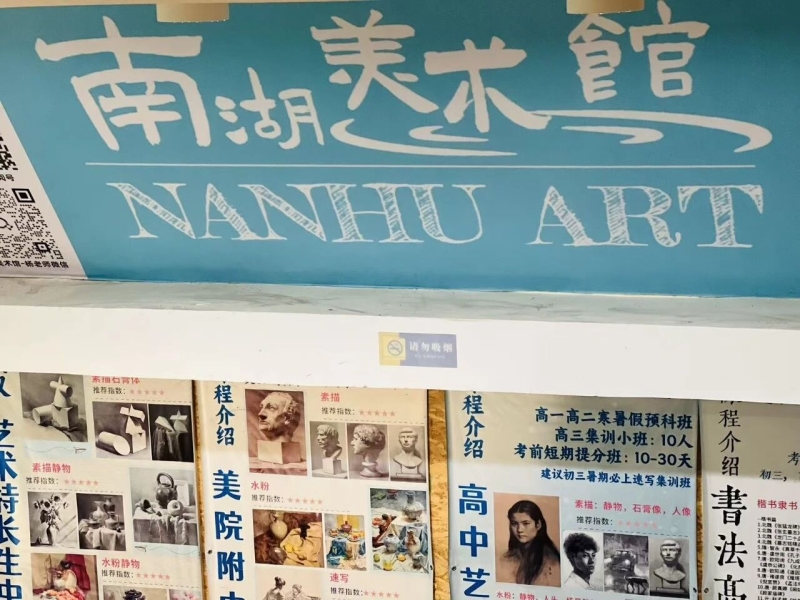 南湖美术館
NANHU ART
请勿吸烟
素描石膏体
推荐指数：★★★★★
素描静物
推荐指数：★★★★★
水粉静物
推荐指数：★★★★★
艺术特长生中
程介绍
美院附中
素描
推荐指数：★★★★★
水粉
推荐指数：★★★★★
速写
推荐指数：★★★★★
程介绍
高中艺
高一高二寒暑假预科班
高三集训小班：10人
考前短期提分班：10-30天
建议初三暑期必上速写集训班
素描：静物，石膏像，人像
推荐指数：★★★★★
程介绍
書法高
楷书隶书